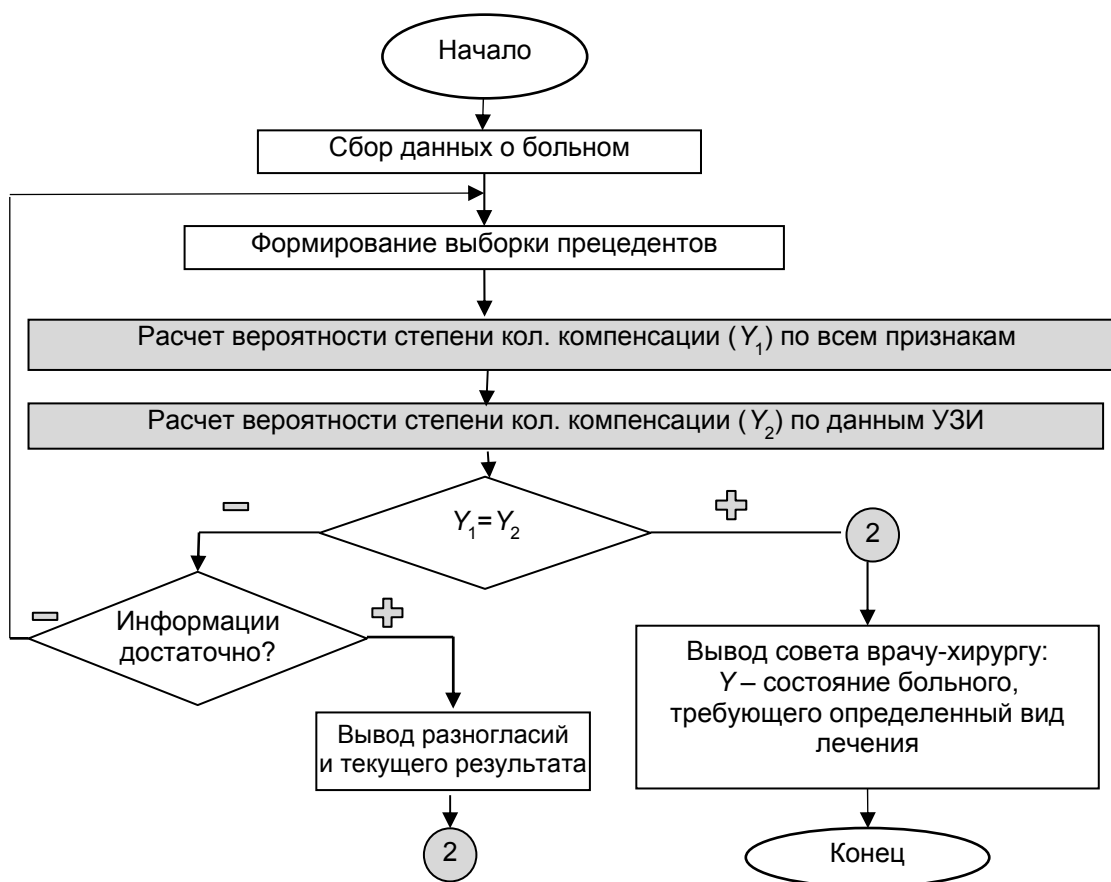 Начало
Сбор данных о больном
Формирование выборки прецедентов
Расчет вероятности степени кол. компенсации (Y₁) по всем признакам
Расчет вероятности степени кол. компенсации (Y₂) по данным УЗИ
Y₁=Y₂
2
Информации
достаточно?
Вывод разногласий
и текущего результата
2
Вывод совета врачу-хирургу:
Y – состояние больного,
требующего определенный вид
лечения
Конец